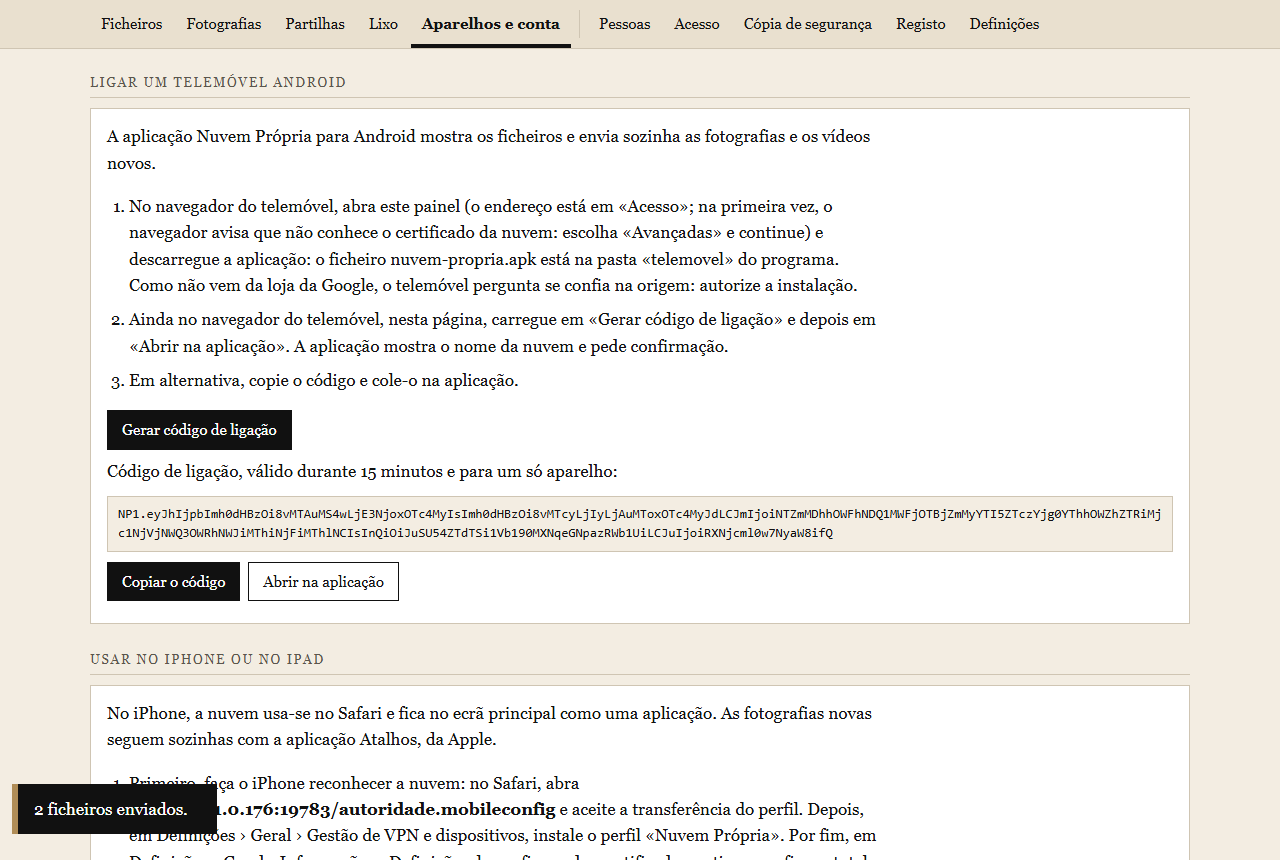 Ficheiros Fotografias Partilhas Lixo Aparelhos e conta Pessoas Acesso Cópia de segurança Registo Definições
LIGAR UM TELEMÓVEL ANDROID
A aplicação Nuvem Própria para Android mostra os ficheiros e envia sozinha as fotografias e os vídeos
novos.
1. No navegador do telemóvel, abra este painel (o endereço está em «Acesso»; na primeira vez, o
navegador avisa que não conhece o certificado da nuvem: escolha «Avançadas» e continue) e
descarregue a aplicação: o ficheiro nuvem-propria.apk está na pasta «telemovel» do programa.
Como não vem da loja da Google, o telemóvel pergunta se confia na origem: autorize a instalação.
2. Ainda no navegador do telemóvel, nesta página, carregue em «Gerar código de ligação» e depois em
«Abrir na aplicação». A aplicação mostra o nome da nuvem e pede confirmação.
3. Em alternativa, copie o código e cole-o na aplicação.
Gerar código de ligação
Código de ligação, válido durante 15 minutos e para um só aparelho:
NP1.eyJhIjpbImh0dHBzOi8vMTAuMS4wLjE3NjoxOTc4MyIsImh0dHBzOi8vMTcyLjIyLjAuMToxOTc4MyJdLCJmIjoiNTZmMDhhOWFhNDQ1MWFjOTBjZmMyYTI5ZTczYjg0YThhOWZhZTRiMj
c1NjVjNWQ3OWRhNWJiMThiNjFiMThlNCIsInQiOiJuSU54ZTdTSi1Vb190MXNqeGNpazRWb1UiLCJuIjoiRXNjcml0w7NyaW8ifQ
Copiar o código Abrir na aplicação
USAR NO IPHONE OU NO IPAD
No iPhone, a nuvem usa-se no Safari e fica no ecrã principal como uma aplicação. As fotografias novas
seguem sozinhas com a aplicação Atalhos, da Apple.
1. Primeiro, faça o iPhone reconhecer a nuvem: no Safari, abra
1.0.176:19783/autoridade.mobileconfig e aceite a transferência do perfil. Depois,
em Definições › Geral › Gestão de VPN e dispositivos, instale o perfil «Nuvem Própria». Por fim, em
2 ficheiros enviados.